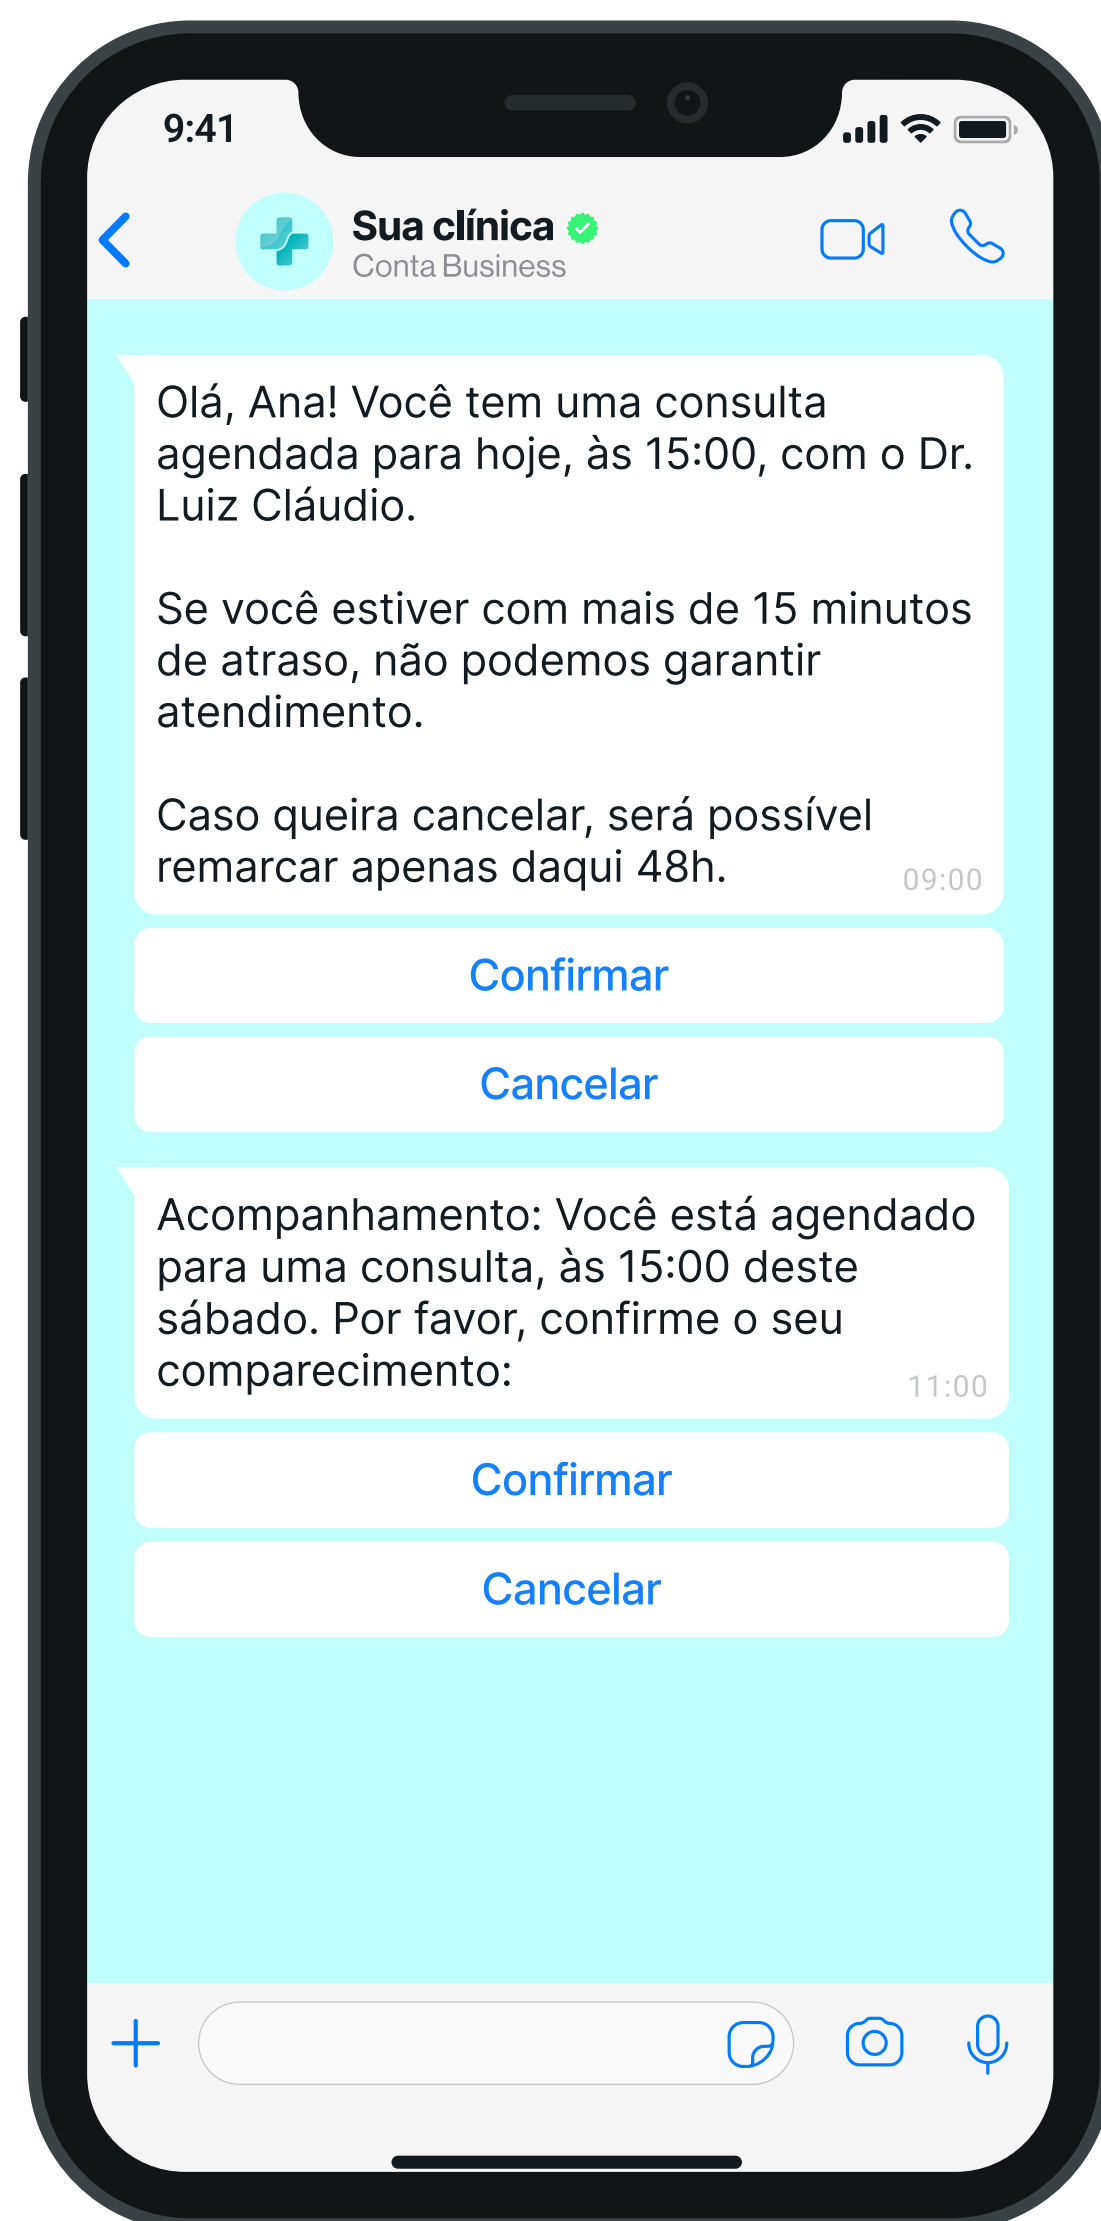 9:41
Sua clínica
Conta Business
Olá, Ana! Você tem uma consulta
agendada para hoje, às 15:00, com o Dr.
Luiz Cláudio.
Se você estiver com mais de 15 minutos
de atraso, não podemos garantir
atendimento.
Caso queira cancelar, será possível
remarcar apenas daqui 48h.
09:00
Confirmar
Cancelar
Acompanhamento: Você está agendado
para uma consulta, às 15:00 deste
sábado. Por favor, confirme o seu
comparecimento:
11:00
Confirmar
Cancelar